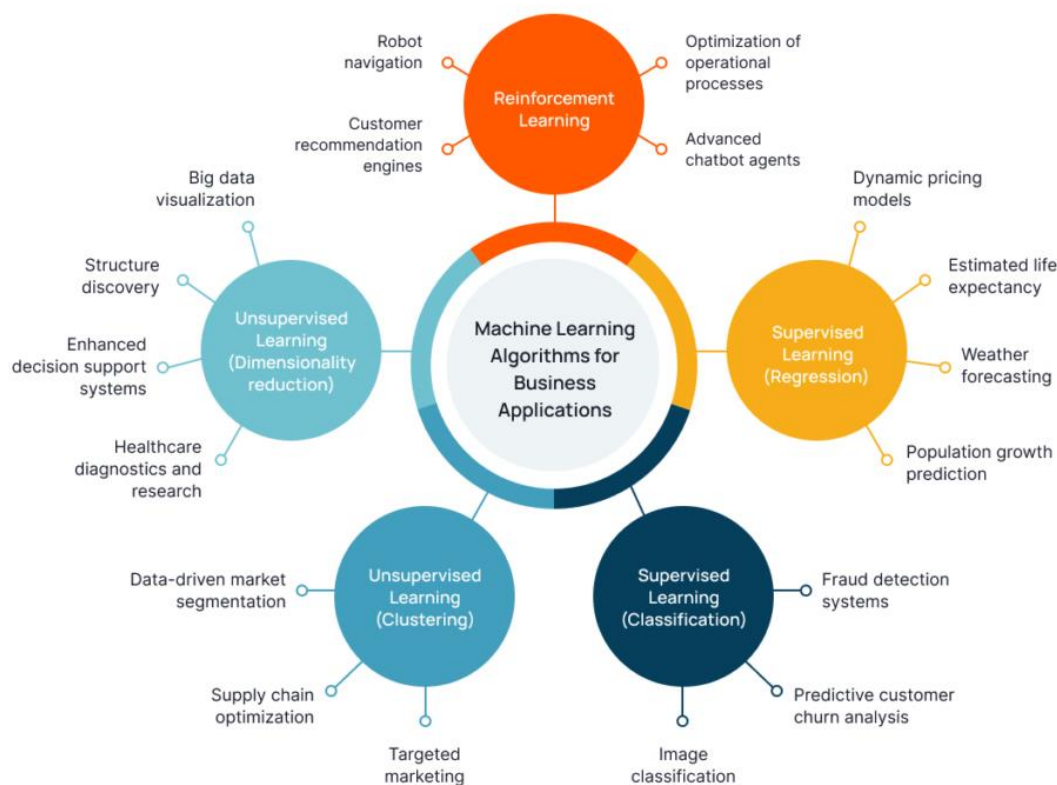 Robot
navigation
Customer
recommendation
engines
Reinforcement
Learning
Optimization of
operational
processes
Advanced
chatbot agents
Big data
visualization
Structure
discovery
Enhanced
decision support
systems
Healthcare
diagnostics and
research
Unsupervised
Learning
(Dimensionality
reduction)
Machine Learning
Algorithms for
Business
Applications
Supervised
Learning
(Regression)
Dynamic pricing
models
Estimated life
expectancy
Weather
forecasting
Population growth
prediction
Unsupervised
Learning
(Clustering)
Data-driven market
segmentation
Supply chain
optimization
Targeted
marketing
Supervised
Learning
(Classification)
Fraud detection
systems
Predictive customer
churn analysis
Image
classification